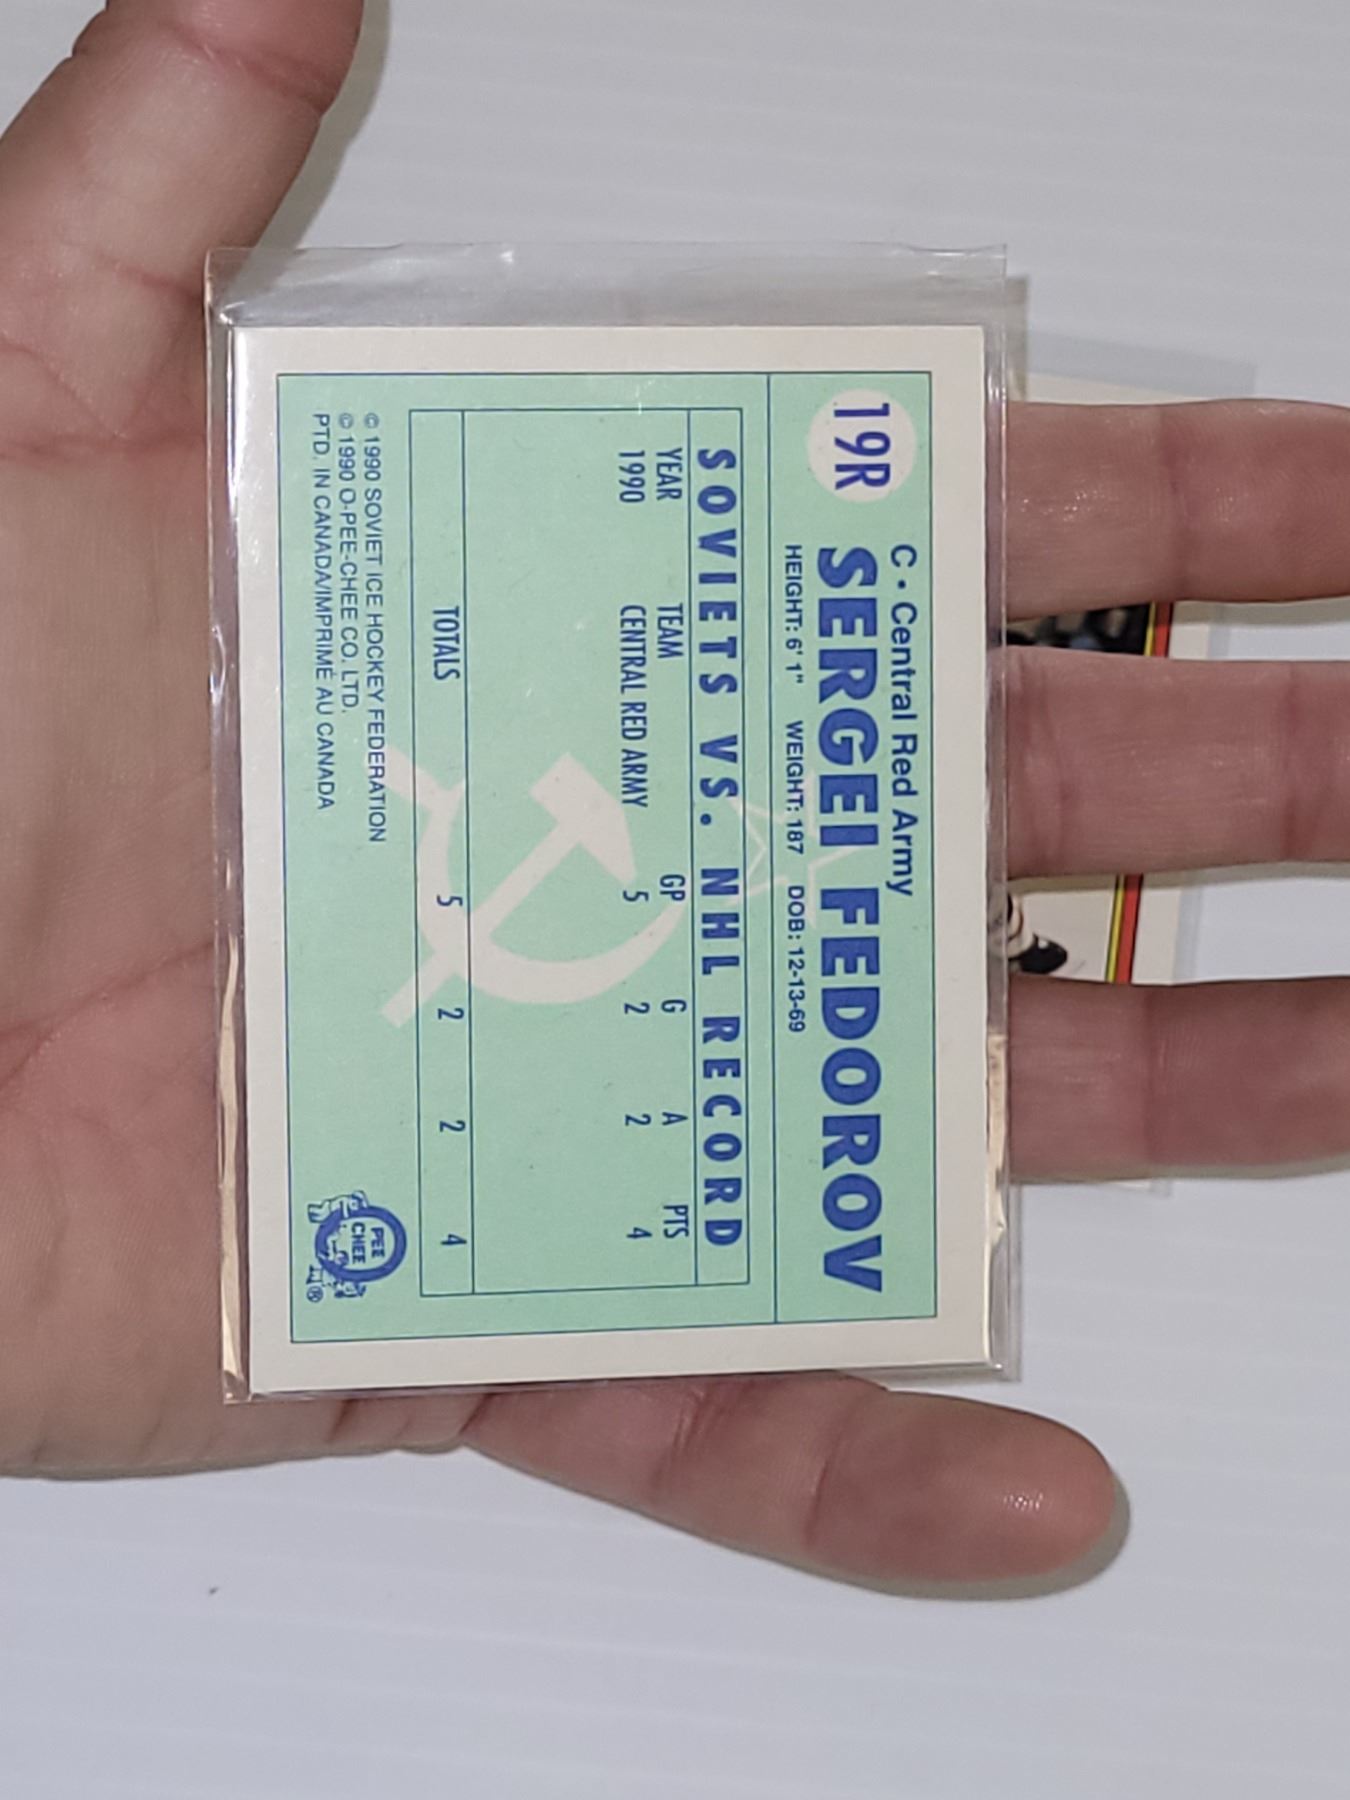 19R
C • Central Red Army
SERGEI FEDOROV
HEIGHT: 6' 1" WEIGHT: 187 DOB: 12-13-69
SOVIETS VS. NHL RECORD
YEAR TEAM GP G A PTS
1990 CENTRAL RED ARMY 5 2 2 4
TOTALS 5 2 2 4
© 1990 SOVIET ICE HOCKEY FEDERATION
© 1990 O-PEE-CHEE CO. LTD.
PTD. IN CANADA/IMPRIMÉ AU CANADA
O
PEE
CHEE
®